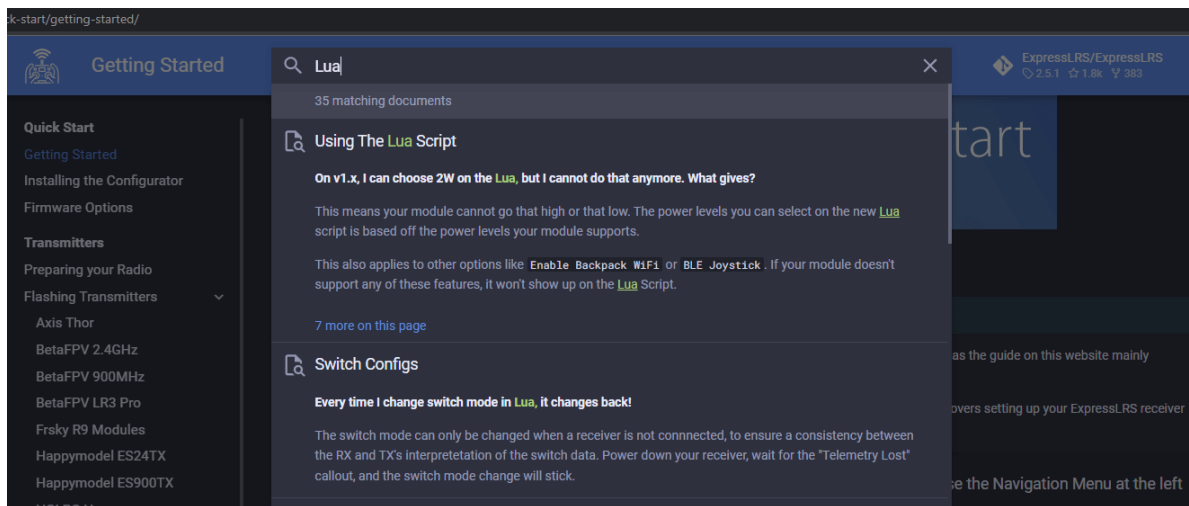 k-start/getting-started/
Getting Started
Lua
ExpressLRS/ExpressLRS
2.5.1 1.8k 383
35 matching documents
Quick Start
Getting Started
Installing the Configurator
Firmware Options
Transmitters
Preparing your Radio
Flashing Transmitters
Axis Thor
BetaFPV 2.4GHz
BetaFPV 900MHz
BetaFPV LR3 Pro
Frsky R9 Modules
Happymodel ES24TX
Happymodel ES900TX
Using The Lua Script
On v1.x, I can choose 2W on the Lua, but I cannot do that anymore. What gives?
This means your module cannot go that high or that low. The power levels you can select on the new Lua
script is based off the power levels your module supports.
This also applies to other options like Enable Backpack WiFi or BLE Joystick. If your module doesn't
support any of these features, it won't show up on the Lua Script.
7 more on this page
Switch Configs
Every time I change switch mode in Lua, it changes back!
The switch mode can only be changed when a receiver is not connnected, to ensure a consistency between
the RX and TX's interpretetation of the switch data. Power down your receiver, wait for the "Telemetry Lost"
callout, and the switch mode change will stick.
tart
as the guide on this website mainly
overs setting up your ExpressLRS receiver
se the Navigation Menu at the left